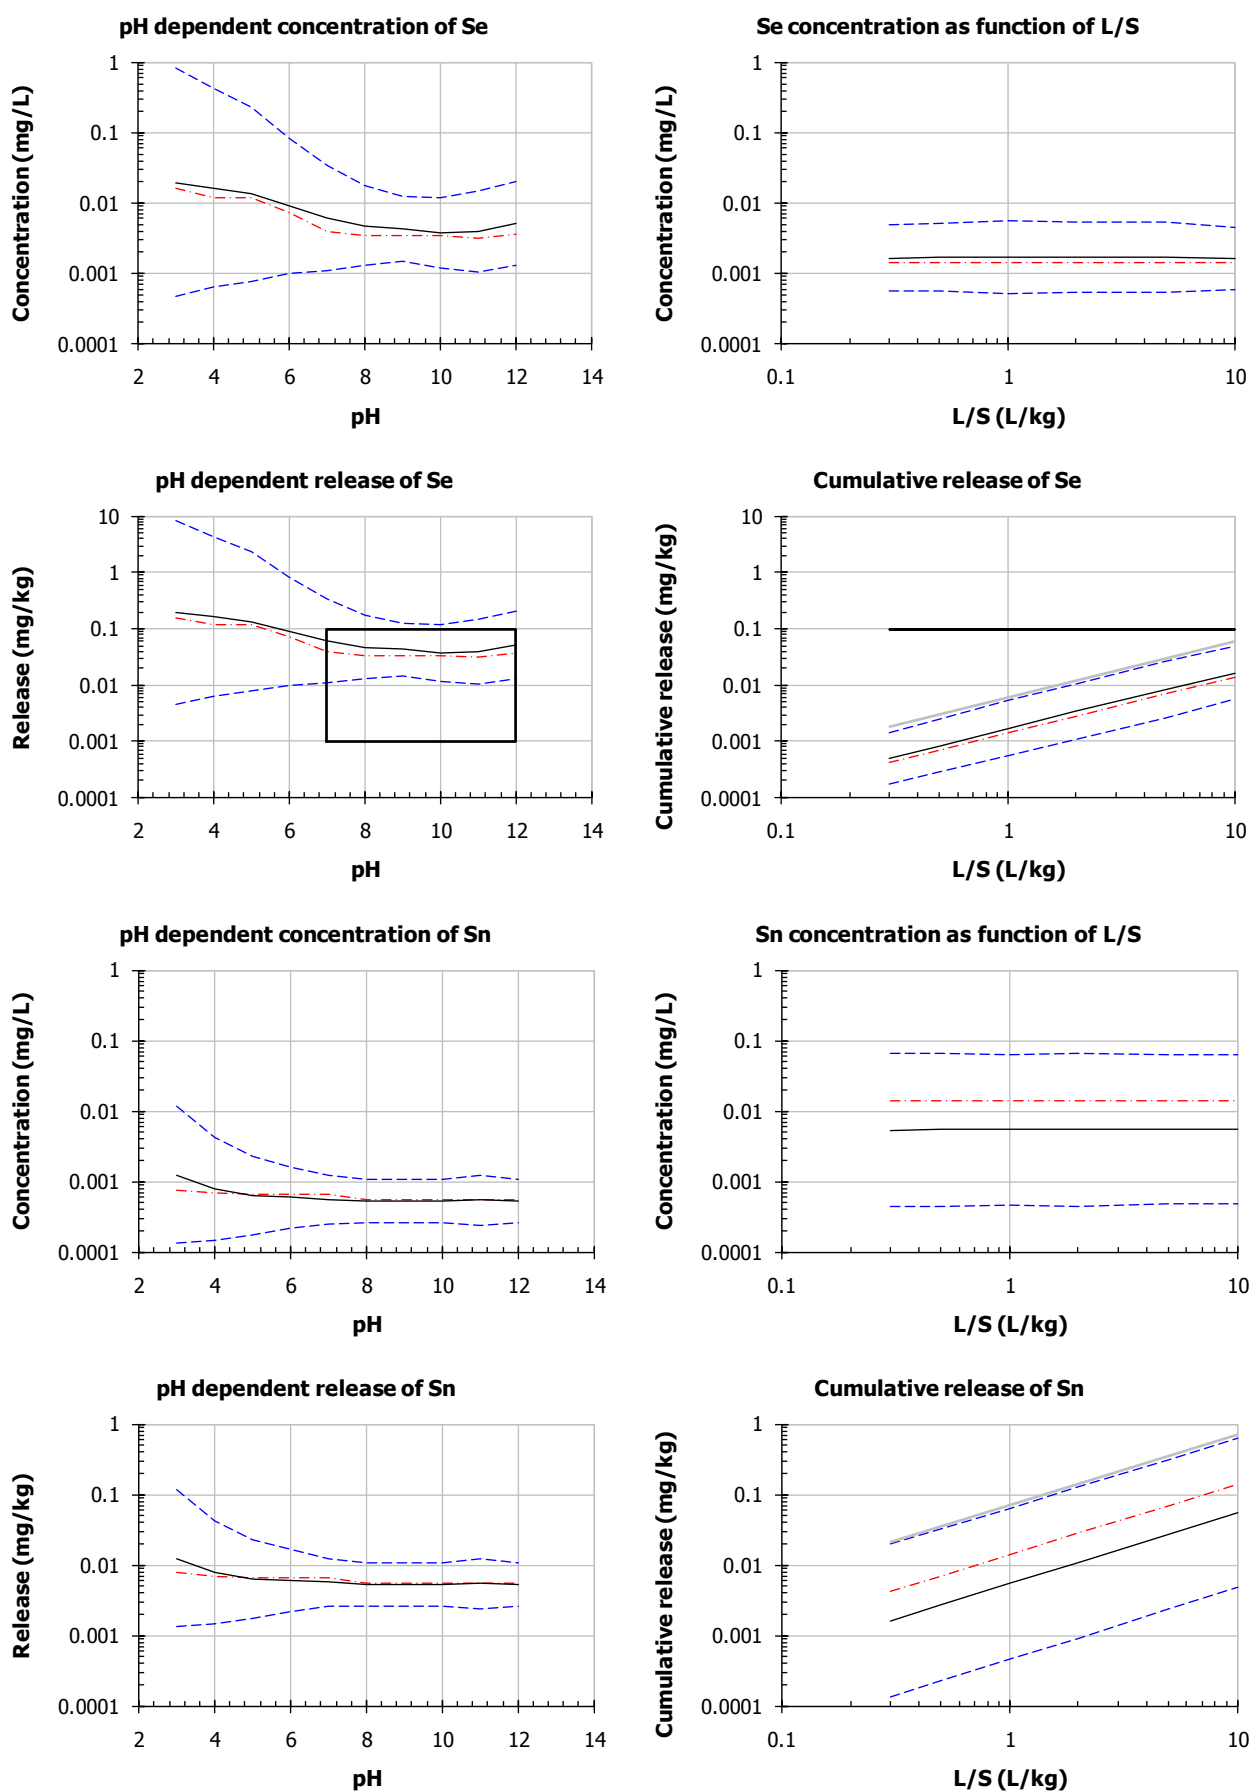 pH dependent concentration of Se
Concentration (mg/L)
1
0.1
0.01
0.001
0.0001
2 4 6 8 10 12 14
pH
Se concentration as function of L/S
Concentration (mg/L)
1
0.1
0.01
0.001
0.0001
0.1 1 10
L/S (L/kg)
pH dependent release of Se
Release (mg/kg)
10
1
0.1
0.01
0.001
0.0001
2 4 6 8 10 12 14
pH
Cumulative release of Se
Cumulative release (mg/kg)
10
1
0.1
0.01
0.001
0.0001
0.1 1 10
L/S (L/kg)
pH dependent concentration of Sn
Concentration (mg/L)
1
0.1
0.01
0.001
0.0001
2 4 6 8 10 12 14
pH
Sn concentration as function of L/S
Concentration (mg/L)
1
0.1
0.01
0.001
0.0001
0.1 1 10
L/S (L/kg)
pH dependent release of Sn
Release (mg/kg)
1
0.1
0.01
0.001
0.0001
2 4 6 8 10 12 14
pH
Cumulative release of Sn
Cumulative release (mg/kg)
1
0.1
0.01
0.001
0.0001
0.1 1 10
L/S (L/kg)